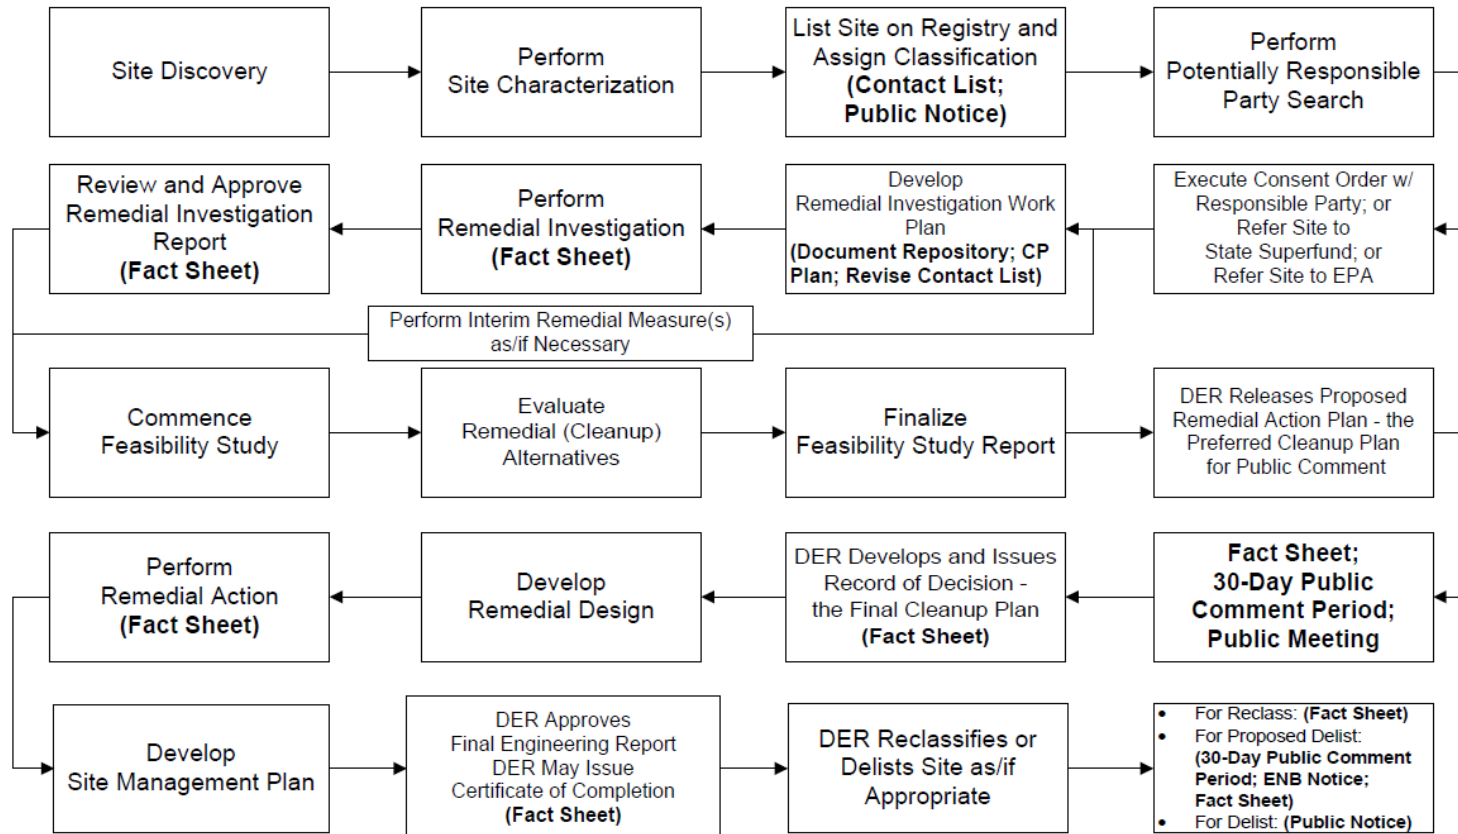 Site Discovery
Perform
Site Characterization
List Site on Registry and
Assign Classification
(Contact List;
Public Notice)
Perform
Potentially Responsible
Party Search
Execute Consent Order w/
Responsible Party; or
Refer Site to
State Superfund; or
Refer Site to EPA
Develop
Remedial Investigation Work
Plan
(Document Repository; CP
Plan; Revise Contact List)
Perform
Remedial Investigation
(Fact Sheet)
Review and Approve
Remedial Investigation
Report
(Fact Sheet)
Perform Interim Remedial Measure(s)
as/if Necessary
Commence
Feasibility Study
Evaluate
Remedial (Cleanup)
Alternatives
Finalize
Feasibility Study Report
DER Releases Proposed
Remedial Action Plan - the
Preferred Cleanup Plan
for Public Comment
Fact Sheet;
30-Day Public
Comment Period;
Public Meeting
DER Develops and Issues
Record of Decision -
the Final Cleanup Plan
(Fact Sheet)
Develop
Remedial Design
Perform
Remedial Action
(Fact Sheet)
Develop
Site Management Plan
DER Approves
Final Engineering Report
DER May Issue
Certificate of Completion
(Fact Sheet)
DER Reclassifies or
Delists Site as/if
Appropriate
• For Reclass: (Fact Sheet)
• For Proposed Delist:
(30-Day Public Comment
Period; ENB Notice;
Fact Sheet)
• For Delist: (Public Notice)